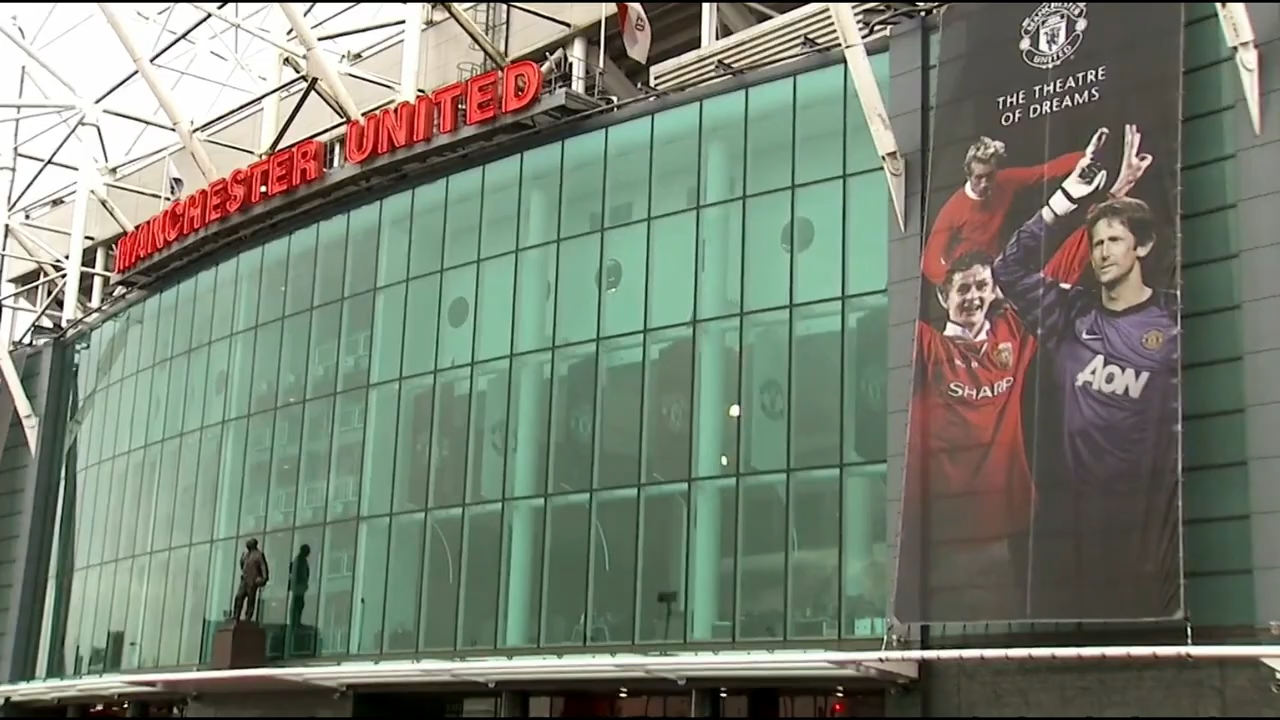 MANCHESTER UNITED
MANCHESTER
UNITED
THE THEATRE
OF DREAMS
SHARP
AON